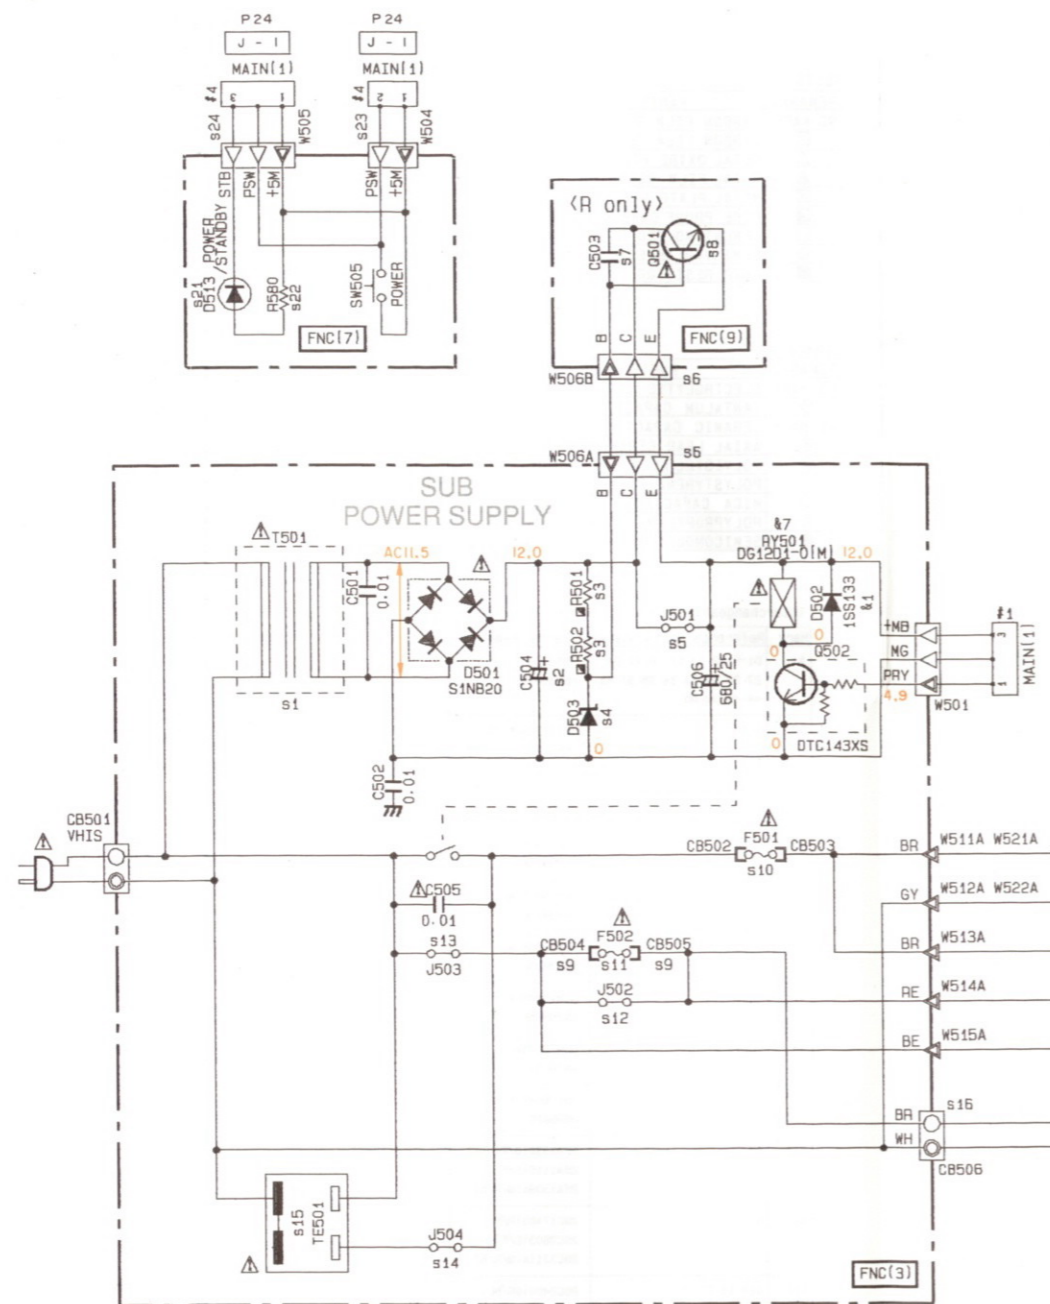 P24 P24
J - 1 J - 1
MAIN(1) MAIN(1)
#4 3 1 #4 2 1
s24 W505 s23 W504
STB PSW +5M PSW +5M
POWER
/STANDBY
D513
s21
R580
s22
SW505
POWER
FNC(7)
<R only>
C503
s7
Q501
s8
B C E
FNC(9)
W506B s6
W506A s5
B C E
SUB
POWER SUPPLY
T501
s1
C501
0.01
AC11.5
12.0
D501
S1NB20
C504
s2
R501
s3
R502
s3
D503
s4
0
J501
s5
C506
680/25
&7
RY501
DG12D1-0(M) 12.0
D502
1SS133
&1
0
Q502
0
DTC143XS
+MB
MG
PRY
4.9
W501
#1
3
1
MAIN(1)
C502
0.01
CB501
VHIS
C505
0.01
s13
J503
CB502 F501 CB503
s10
CB504 F502 CB505
s9 s11 s9
J502
s12
BR W511A W521A
GY W512A W522A
BR W513A
RE W514A
BE W515A
BR s16
WH
CB506
s15
TE501
J504
s14
FNC(3)